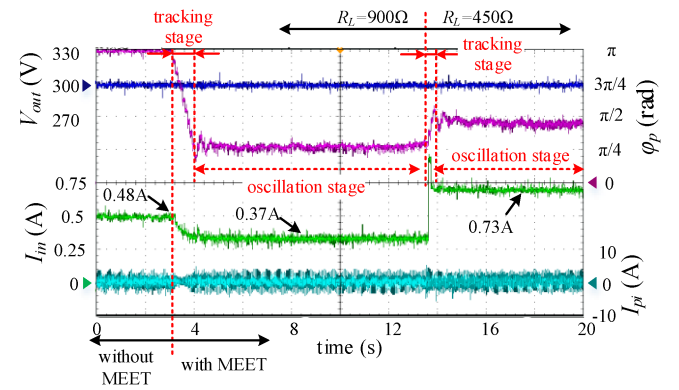 tracking stage
R_L=900Ω R_L=450Ω
tracking stage
V_out (V)
330
300
270
π
3π/4
π/2
π/4
0
φ_p (rad)
oscillation stage
oscillation stage
0.48A
0.37A
0.73A
I_in (A)
0.75
0.5
0.25
0
10
0
-10
I_pi (A)
0 4 8 12 16 20
time (s)
without MEET
with MEET